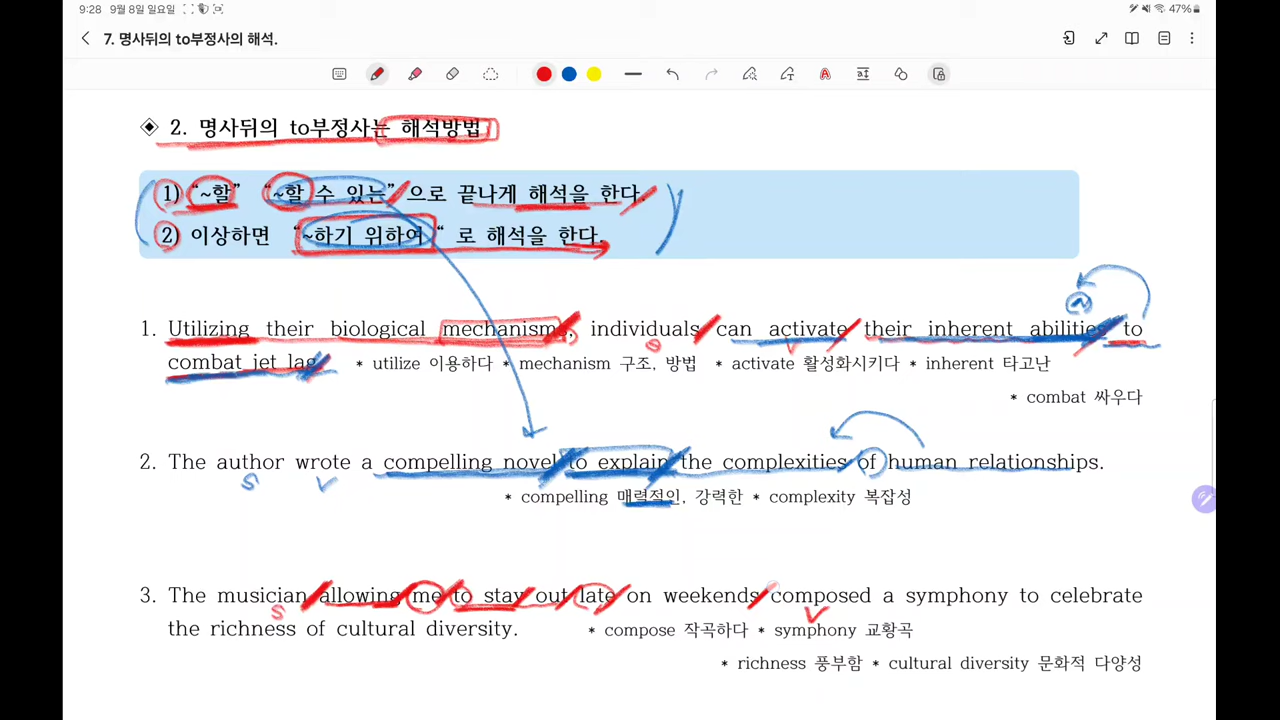 9:28 9월 8일 일요일
47%
7. 명사뒤의 to부정사의 해석.
◈ 2. 명사뒤의 to부정사는 해석방법
1) "~할" "~할 수 있는" 으로 끝나게 해석을 한다.
2) 이상하면 "~하기 위하여 " 로 해석을 한다.
1. Utilizing their biological mechanisms, individuals can activate their inherent abilities to
combat jet lag. * utilize 이용하다 * mechanism 구조, 방법 * activate 활성화시키다 * inherent 타고난
* combat 싸우다
2. The author wrote a compelling novel to explain the complexities of human relationships.
S V
* compelling 매력적인, 강력한 * complexity 복잡성
3. The musician allowing me to stay out late on weekends composed a symphony to celebrate
S V
the richness of cultural diversity. * compose 작곡하다 * symphony 교황곡
* richness 풍부함 * cultural diversity 문화적 다양성